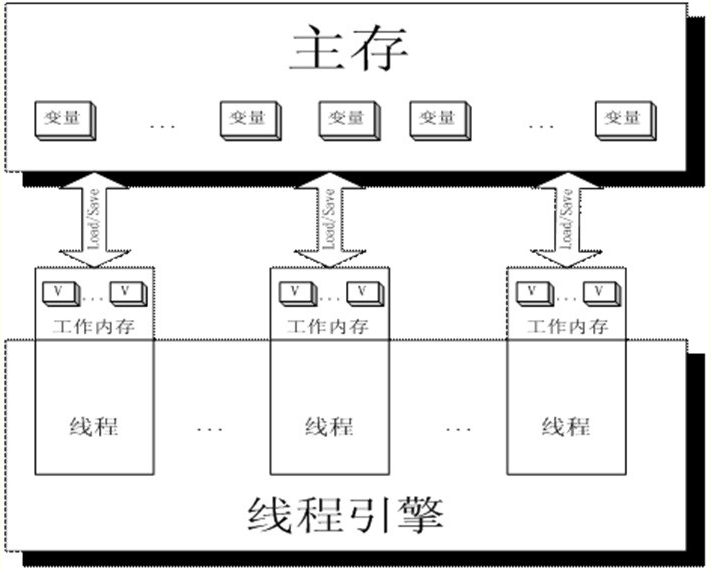 主存
变量 ... 变量 变量 变量 ... 变量
Load/Save Load/Save Load/Save
V ... V V ... V V ... V
工作内存 工作内存 工作内存
线程 ... 线程 ... 线程
线程引擎